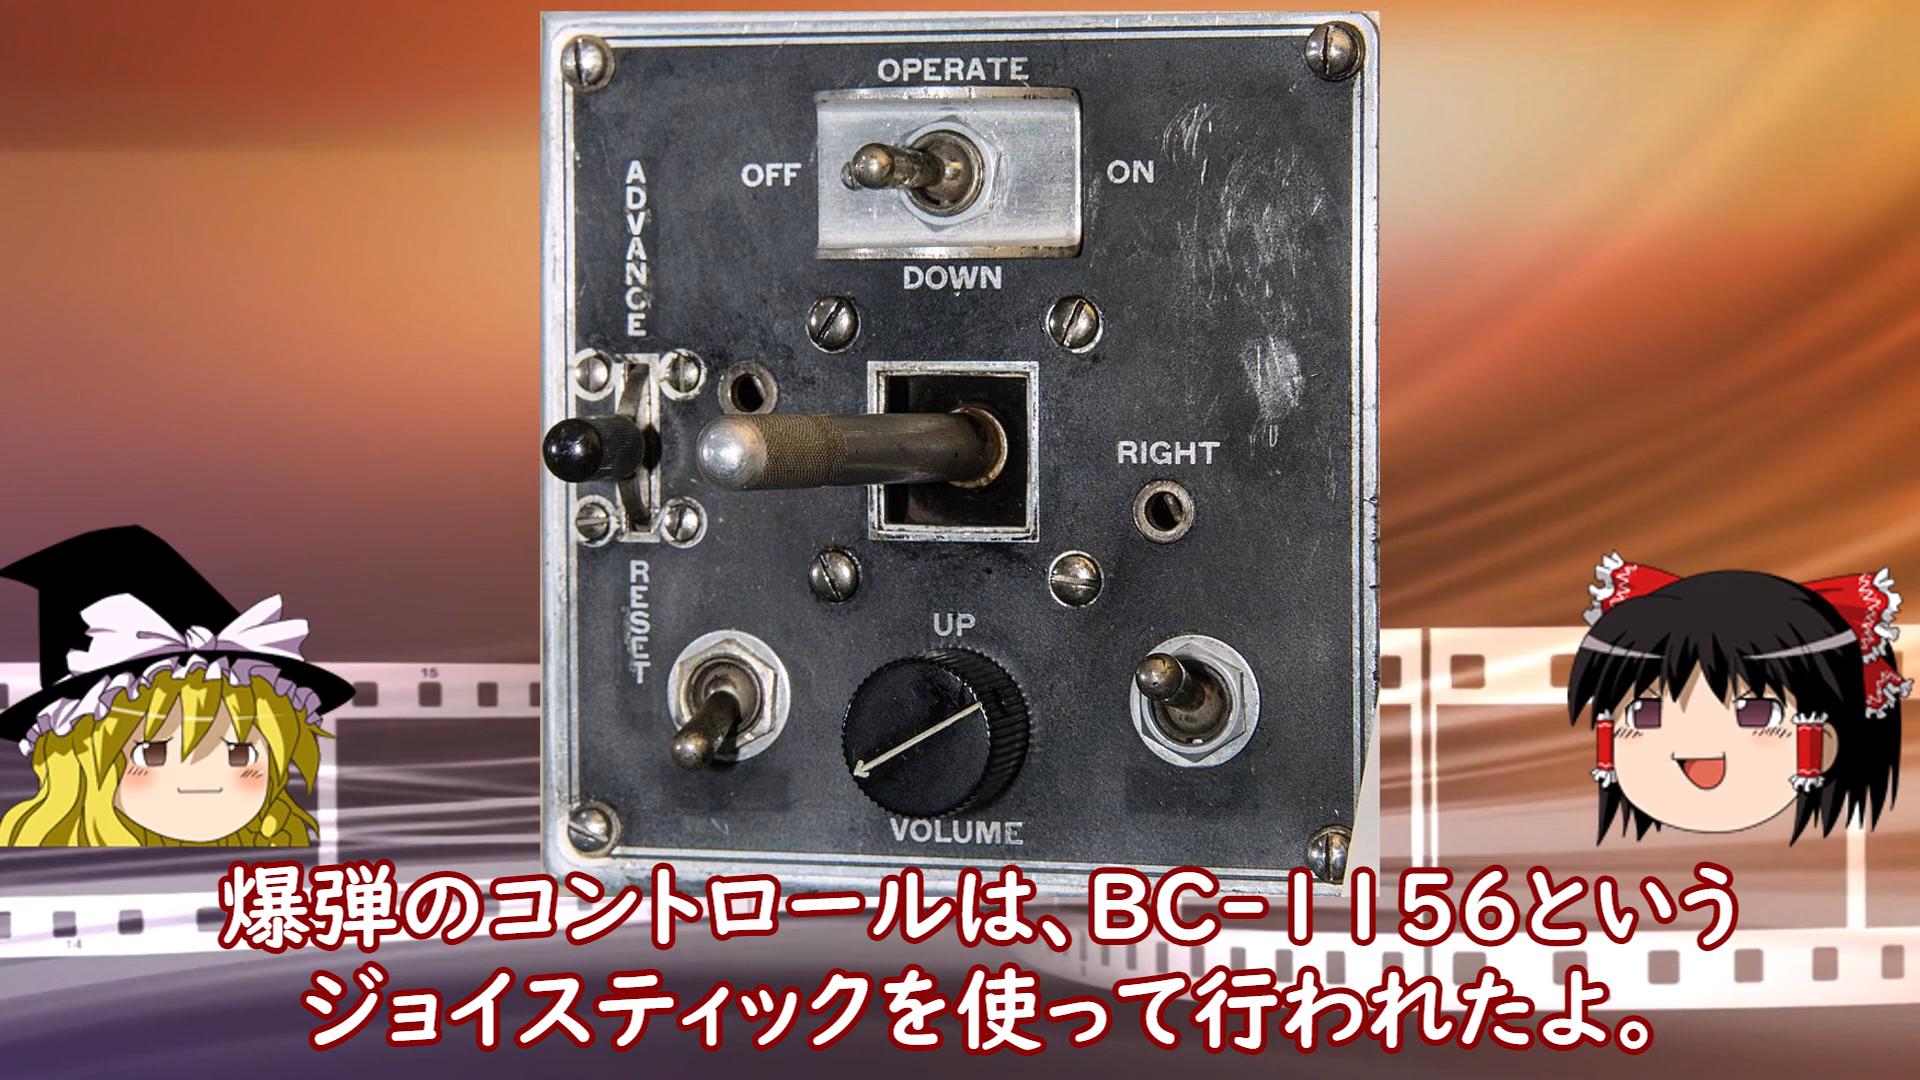 OPERATE
OFF
ON
ADVANCE
DOWN
RIGHT
RESET
UP
VOLUME
15
14
爆弾のコントロールは、BC-1156という
ジョイスティックを使って行われたよ。